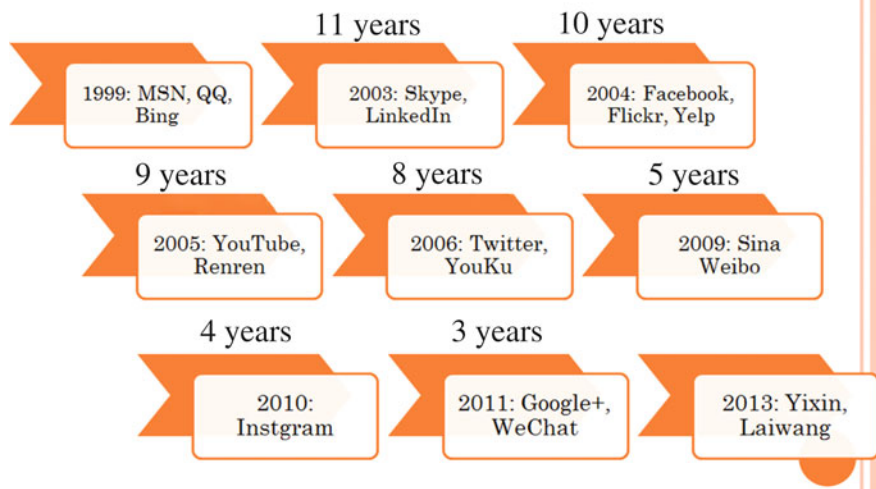 11 years
10 years
1999: MSN, QQ,
Bing
2003: Skype,
LinkedIn
2004: Facebook,
Flickr, Yelp
9 years
8 years
5 years
2005: YouTube,
Renren
2006: Twitter,
YouKu
2009: Sina
Weibo
4 years
3 years
2010:
Instgram
2011: Google+,
WeChat
2013: Yixin,
Laiwang